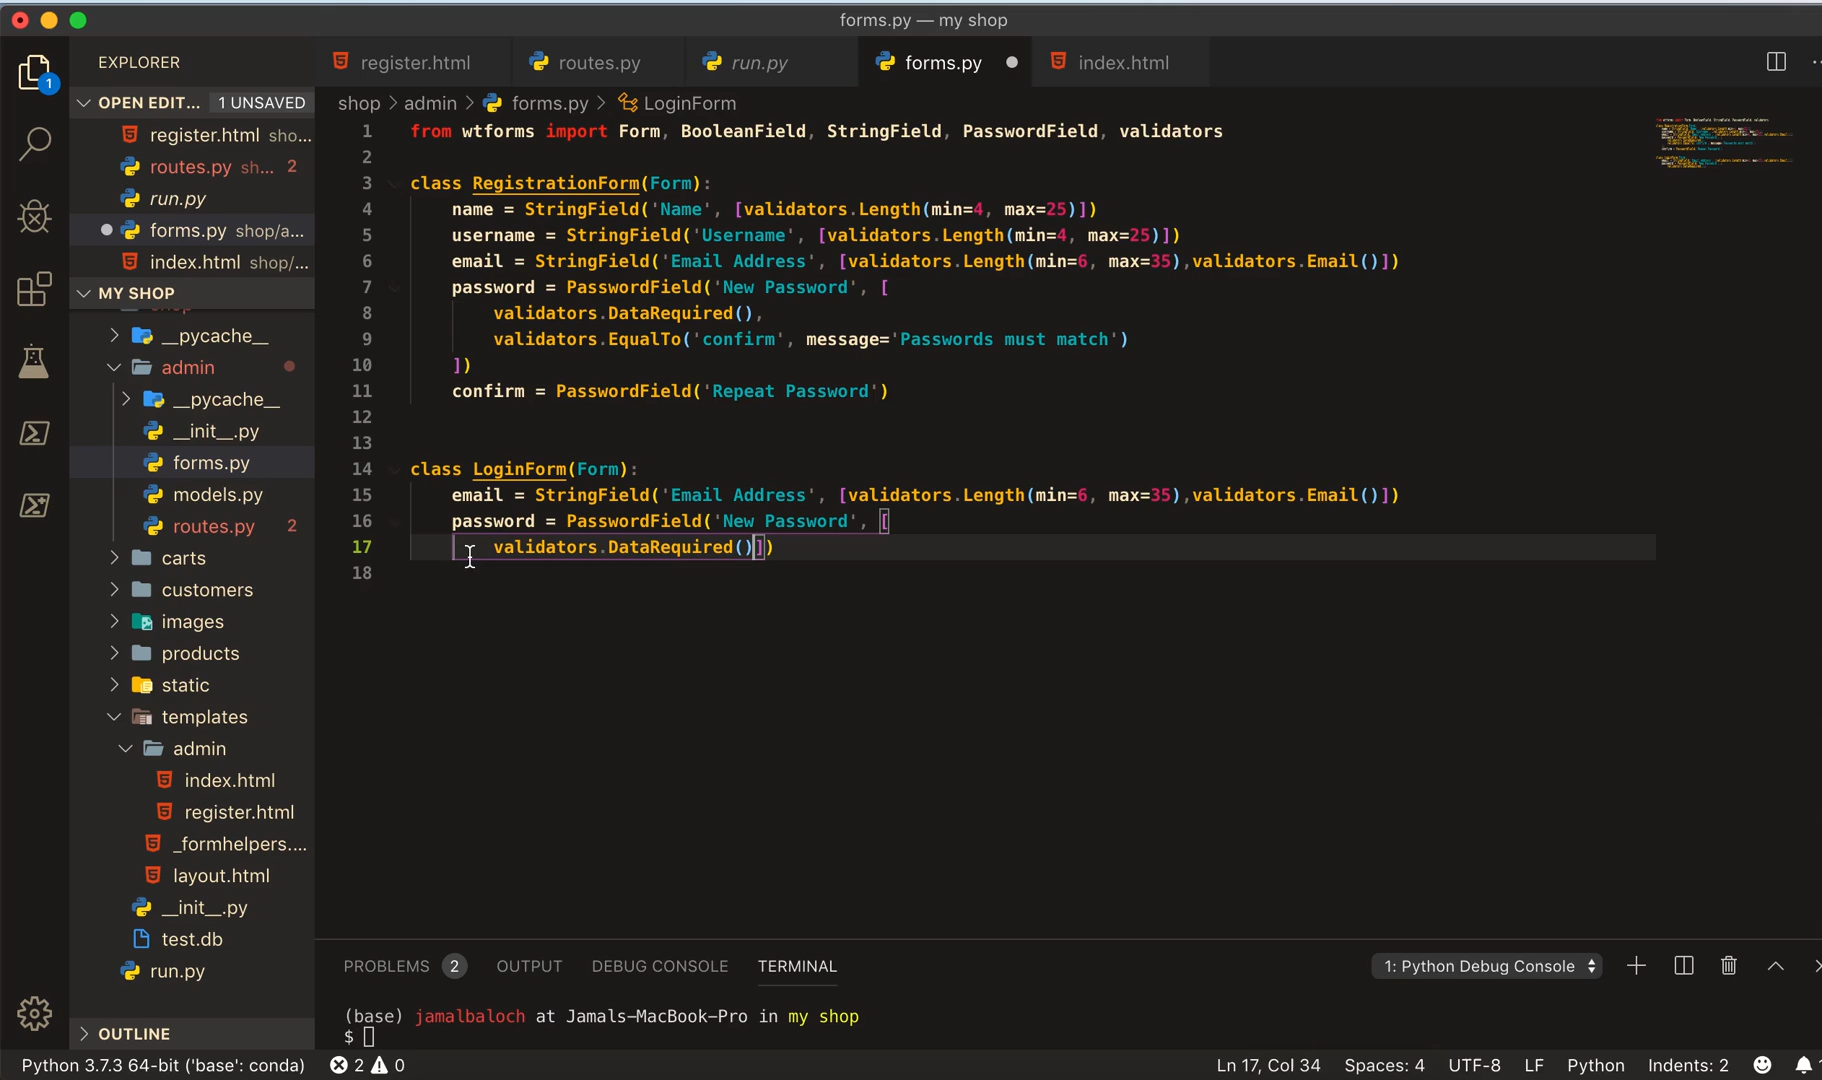 forms.py — my shop
EXPLORER
register.html
routes.py
run.py
forms.py
index.html
1
OPEN EDIT... 1 UNSAVED
register.html sho...
routes.py sh... 2
run.py
forms.py shop/a...
index.html shop/...
MY SHOP
__pycache__
admin
__pycache__
__init__.py
forms.py
models.py
routes.py 2
carts
customers
images
products
static
templates
admin
index.html
register.html
_formhelpers....
layout.html
__init__.py
test.db
run.py
OUTLINE
shop > admin > forms.py > LoginForm
1 from wtforms import Form, BooleanField, StringField, PasswordField, validators
2
3 class RegistrationForm(Form):
4 name = StringField('Name', [validators.Length(min=4, max=25)])
5 username = StringField('Username', [validators.Length(min=4, max=25)])
6 email = StringField('Email Address', [validators.Length(min=6, max=35),validators.Email()])
7 password = PasswordField('New Password', [
8 validators.DataRequired(),
9 validators.EqualTo('confirm', message='Passwords must match')
10 ])
11 confirm = PasswordField('Repeat Password')
12
13
14 class LoginForm(Form):
15 email = StringField('Email Address', [validators.Length(min=6, max=35),validators.Email()])
16 password = PasswordField('New Password', [
17 validators.DataRequired()])
18
PROBLEMS 2 OUTPUT DEBUG CONSOLE TERMINAL
1: Python Debug Console
(base) jamalbaloch at Jamals-MacBook-Pro in my shop
$
Python 3.7.3 64-bit ('base': conda) 2 0
Ln 17, Col 34 Spaces: 4 UTF-8 LF Python Indents: 2